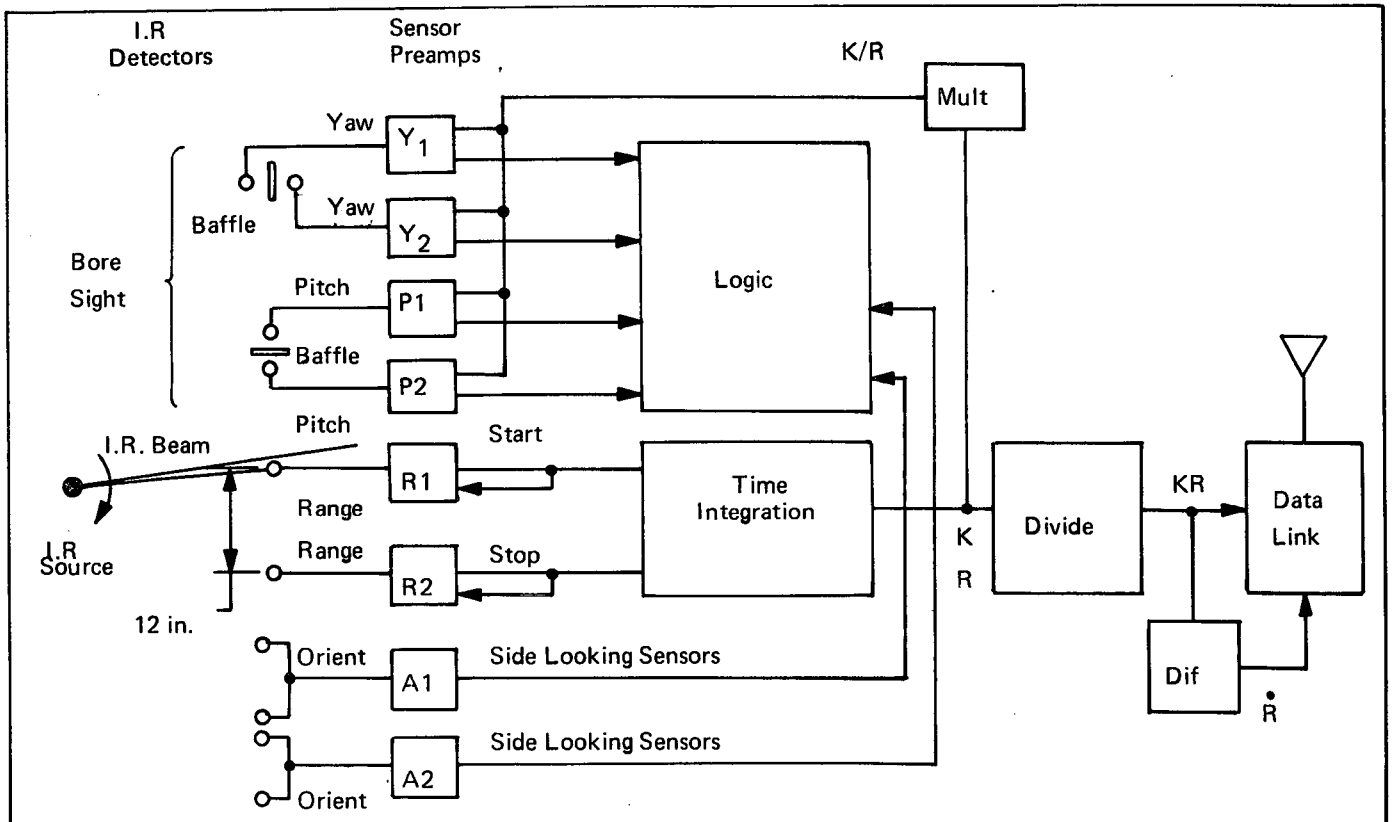 I.R
Detectors
Sensor
Preamps
K/R
Mult
Yaw
Y1
Baffle
Yaw
Y2
Bore
Sight
Pitch
P1
Baffle
P2
Pitch
Logic
I.R. Beam
I.R
Source
12 in.
R1
Start
Range
Range
R2
Stop
Time
Integration
K
R
Divide
KR
Data
Link
Dif
Ṙ
Orient
A1
Side Looking Sensors
A2
Side Looking Sensors
Orient